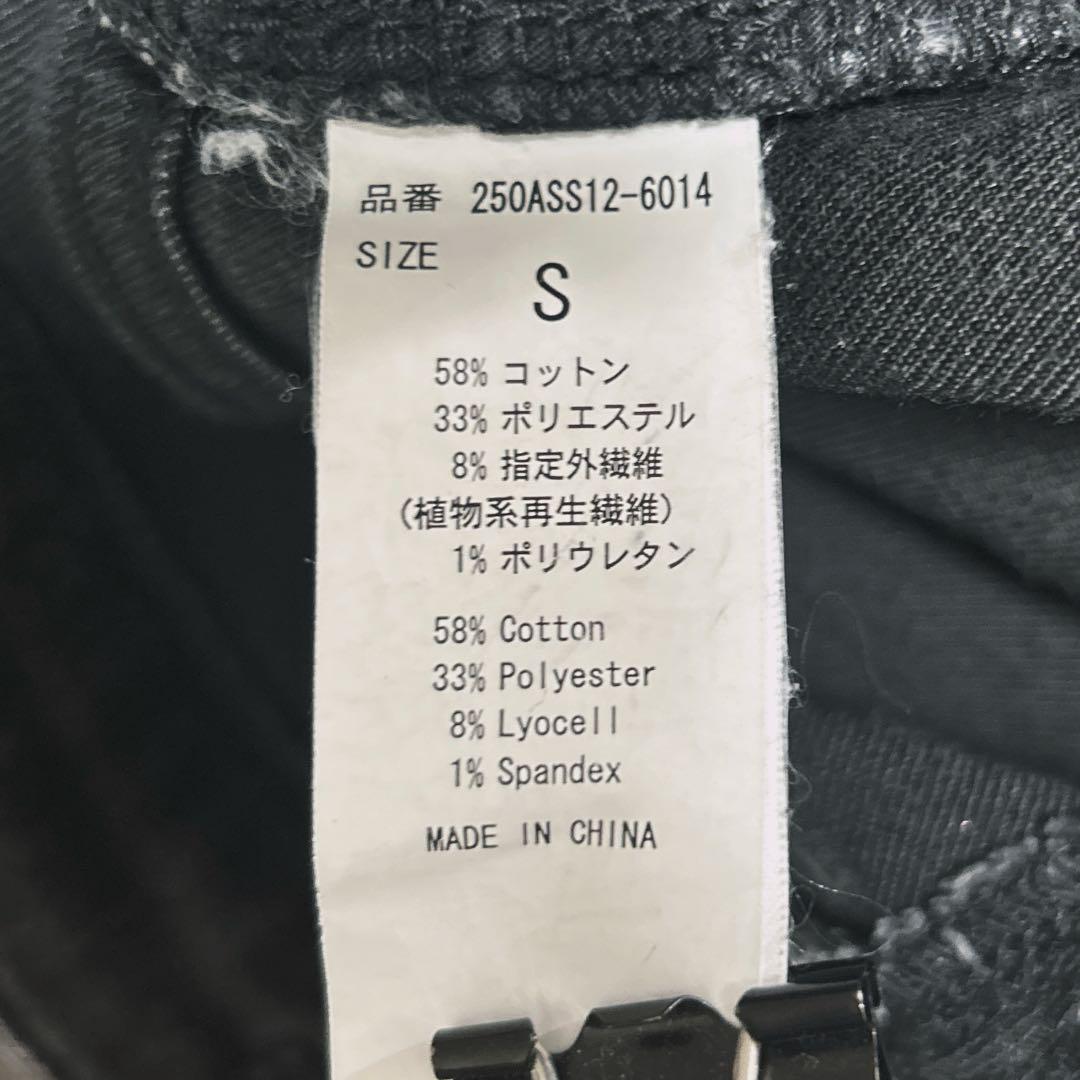 品番 250ASS12-6014
SIZE
S
58% コットン
33% ポリエステル
8% 指定外繊維
(植物系再生繊維)
1% ポリウレタン
58% Cotton
33% Polyester
8% Lyocell
1% Spandex
MADE IN CHINA